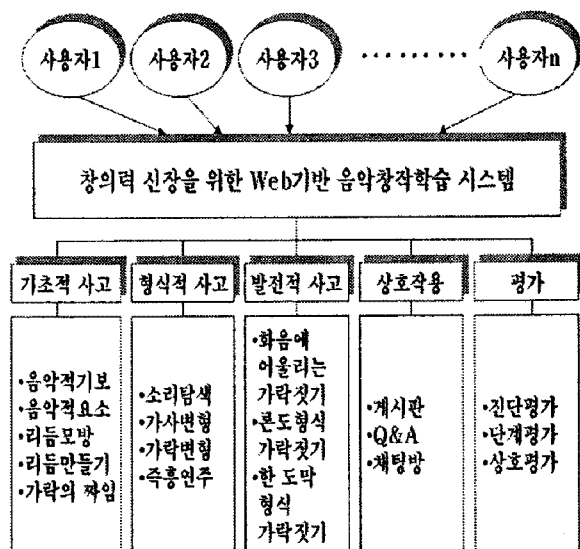 사용자1
사용자2
사용자3
········
사용자n
창의력 신장을 위한 Web기반 음악창작학습 시스템
기초적 사고
형식적 사고
발전적 사고
상호작용
평가
•음악적기보
•음악적요소
•리듬모방
•리듬만들기
•가락의 짜임
•소리탐색
•가사변형
•가락변형
•즉흥연주
•화음에
어울리는
가락짓기
•론도형식
가락짓기
•한 도막
형식
가락짓기
•게시판
•Q&A
•채팅방
•진단평가
•단계평가
•상호평가